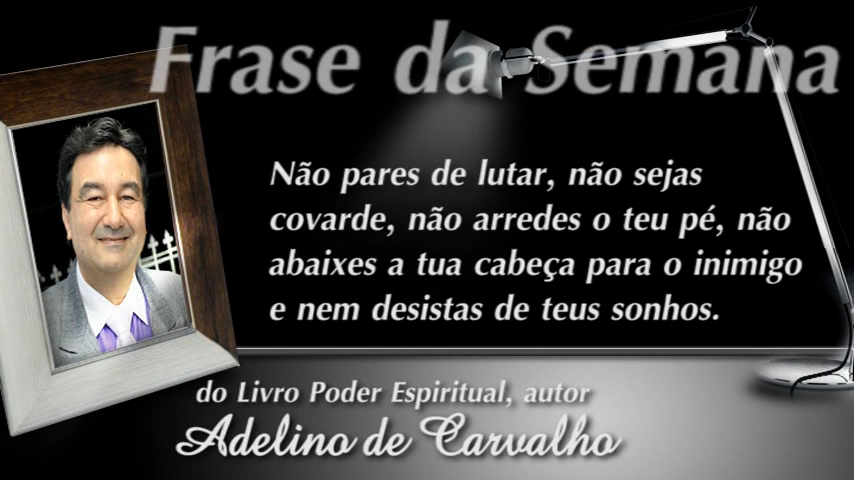 Frase da Semana
Não pares de lutar, não sejas
covarde, não arredes o teu pé, não
abaixes a tua cabeça para o inimigo
e nem desistas de teus sonhos.
do Livro Poder Espiritual, autor
Adelino de Carvalho